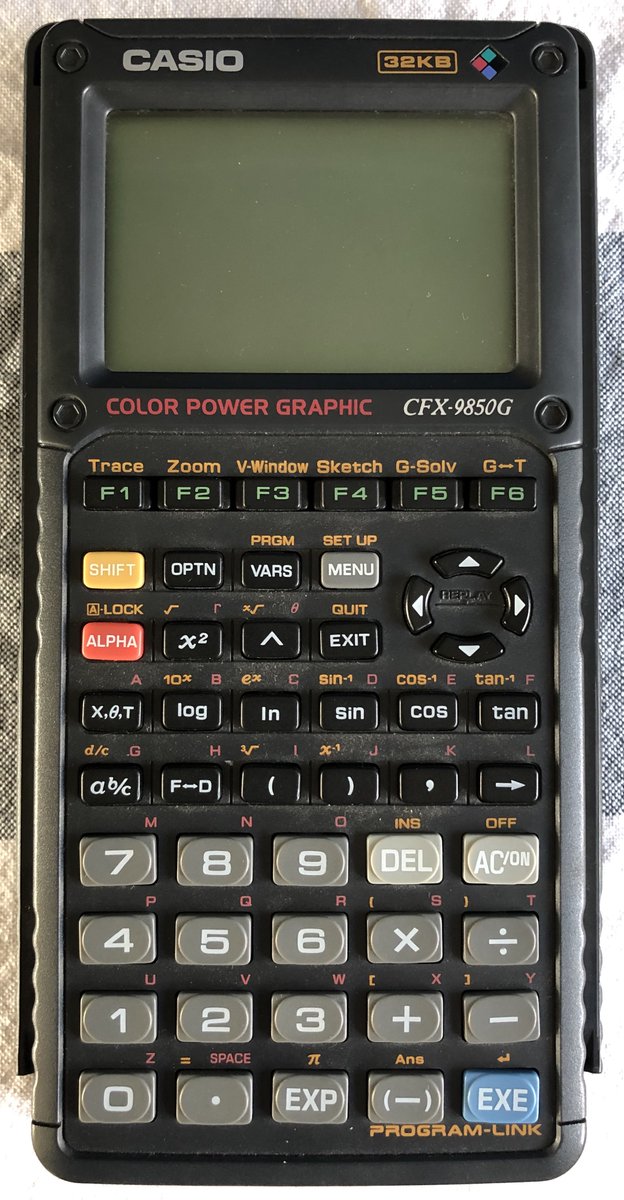 CASIO 32KB
COLOR POWER GRAPHIC CFX-9850G
Trace Zoom V-Window Sketch G-Solv G↔T
F1 F2 F3 F4 F5 F6
PRGM SET UP
SHIFT OPTN VARS MENU
REPLAY
A-LOCK √ r ˣ√ θ QUIT
ALPHA x² ^ EXIT
A 10ˣ B eˣ C sin⁻¹ D cos⁻¹ E tan⁻¹ F
X,θ,T log ln sin cos tan
d/c G H ³√ I x⁻¹ J K L
a b/c F↔D ( ) , →
M N O INS OFF
7 8 9 DEL AC/ON
P Q R { S } T
4 5 6 × ÷
U V W [ X ] Y
1 2 3 + −
Z = SPACE π Ans ↵
0 . EXP (−) EXE
PROGRAM-LINK